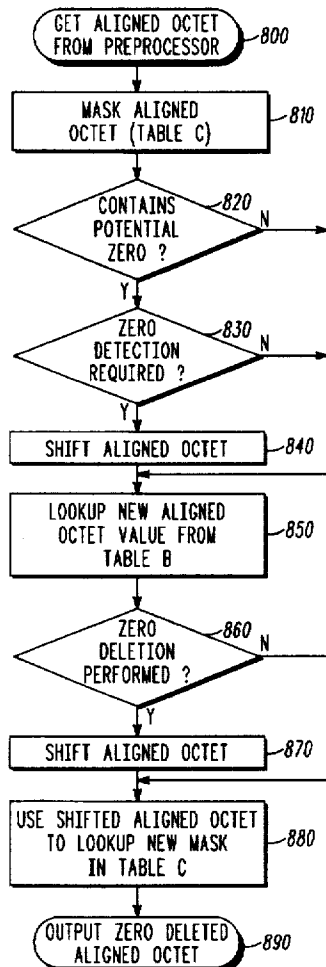 GET ALIGNED OCTET
FROM PREPROCESSOR
800
MASK ALIGNED
OCTET (TABLE C)
810
CONTAINS
POTENTIAL
ZERO ?
820
N
Y
ZERO
DETECTION
REQUIRED ?
830
N
Y
SHIFT ALIGNED OCTET
840
LOOKUP NEW ALIGNED
OCTET VALUE FROM
TABLE B
850
ZERO
DELETION
PERFORMED ?
860
N
Y
SHIFT ALIGNED OCTET
870
USE SHIFTED ALIGNED OCTET
TO LOOKUP NEW MASK
IN TABLE C
880
OUTPUT ZERO DELETED
ALIGNED OCTET
890